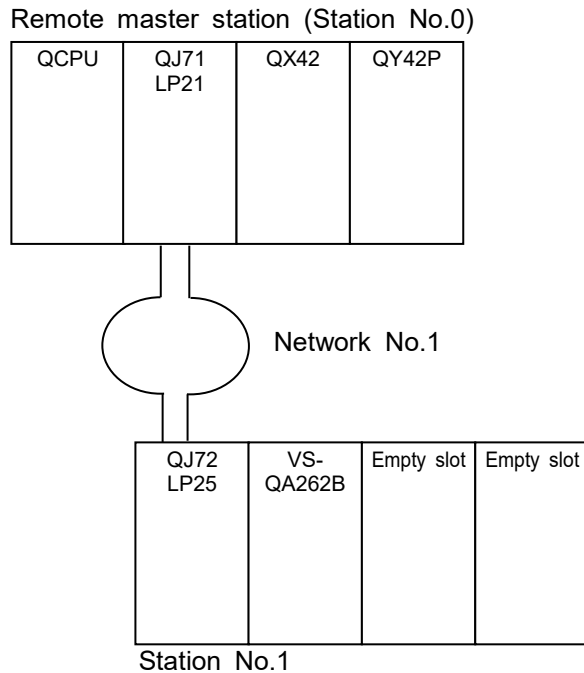 Remote master station (Station No.0)
QCPU
QJ71
LP21
QX42
QY42P
Network No.1
QJ72
LP25
VS-
QA262B
Empty slot
Empty slot
Station No.1